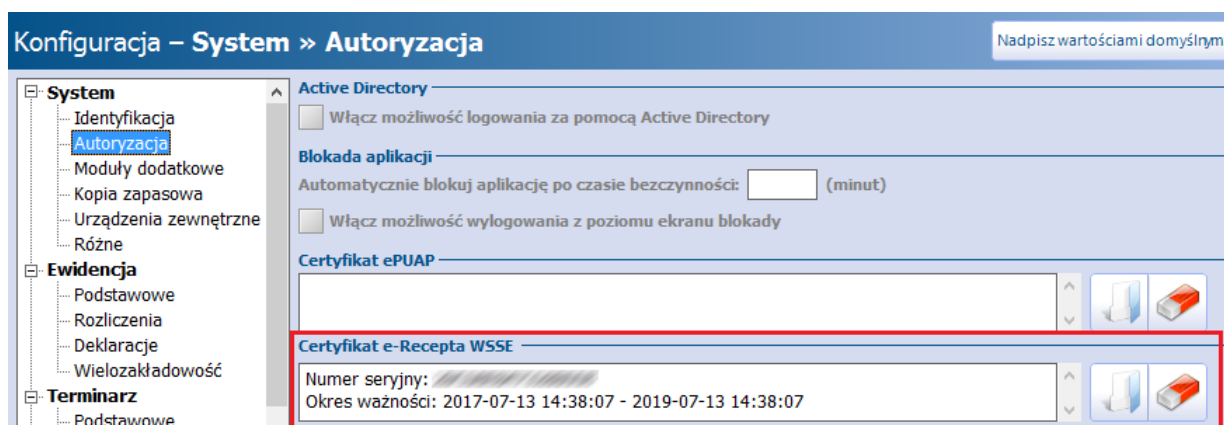 Konfiguracja – System » Autoryzacja
Nadpisz wartościami domyślnym
System
Identyfikacja
Autoryzacja
Moduły dodatkowe
Kopia zapasowa
Urządzenia zewnętrzne
Różne
Ewidencja
Podstawowe
Rozliczenia
Deklaracje
Wielozakładowość
Terminarz
Podstawowe
Active Directory
Włącz możliwość logowania za pomocą Active Directory
Blokada aplikacji
Automatycznie blokuj aplikację po czasie bezczynności: (minut)
Włącz możliwość wylogowania z poziomu ekranu blokady
Certyfikat ePUAP
Certyfikat e-Recepta WSSE
Numer seryjny:
Okres ważności: 2017-07-13 14:38:07 - 2019-07-13 14:38:07